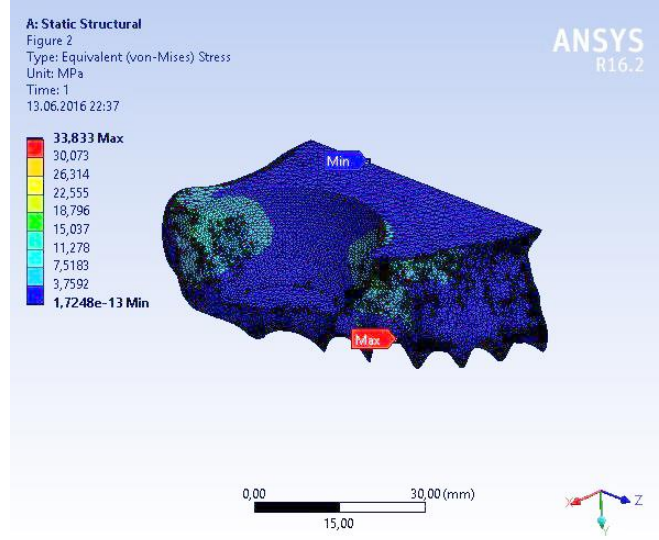 A: Static Structural
Figure 2
Type: Equivalent (von-Mises) Stress
Unit: MPa
Time: 1
13.06.2016 22:37
ANSYS
R16.2
33,833 Max
30,073
26,314
22,555
18,796
15,037
11,278
7,5183
3,7592
1,7248e-13 Min
Min
Max
0,00 30,00 (mm)
15,00
X Z
Y